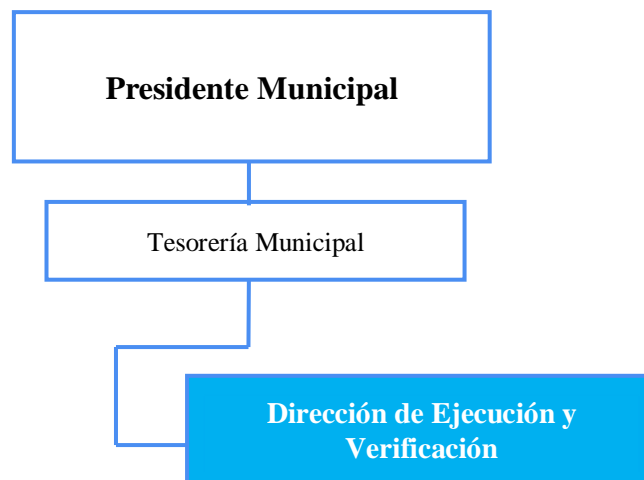 Presidente Municipal
Tesorería Municipal
Dirección de Ejecución y
Verificación